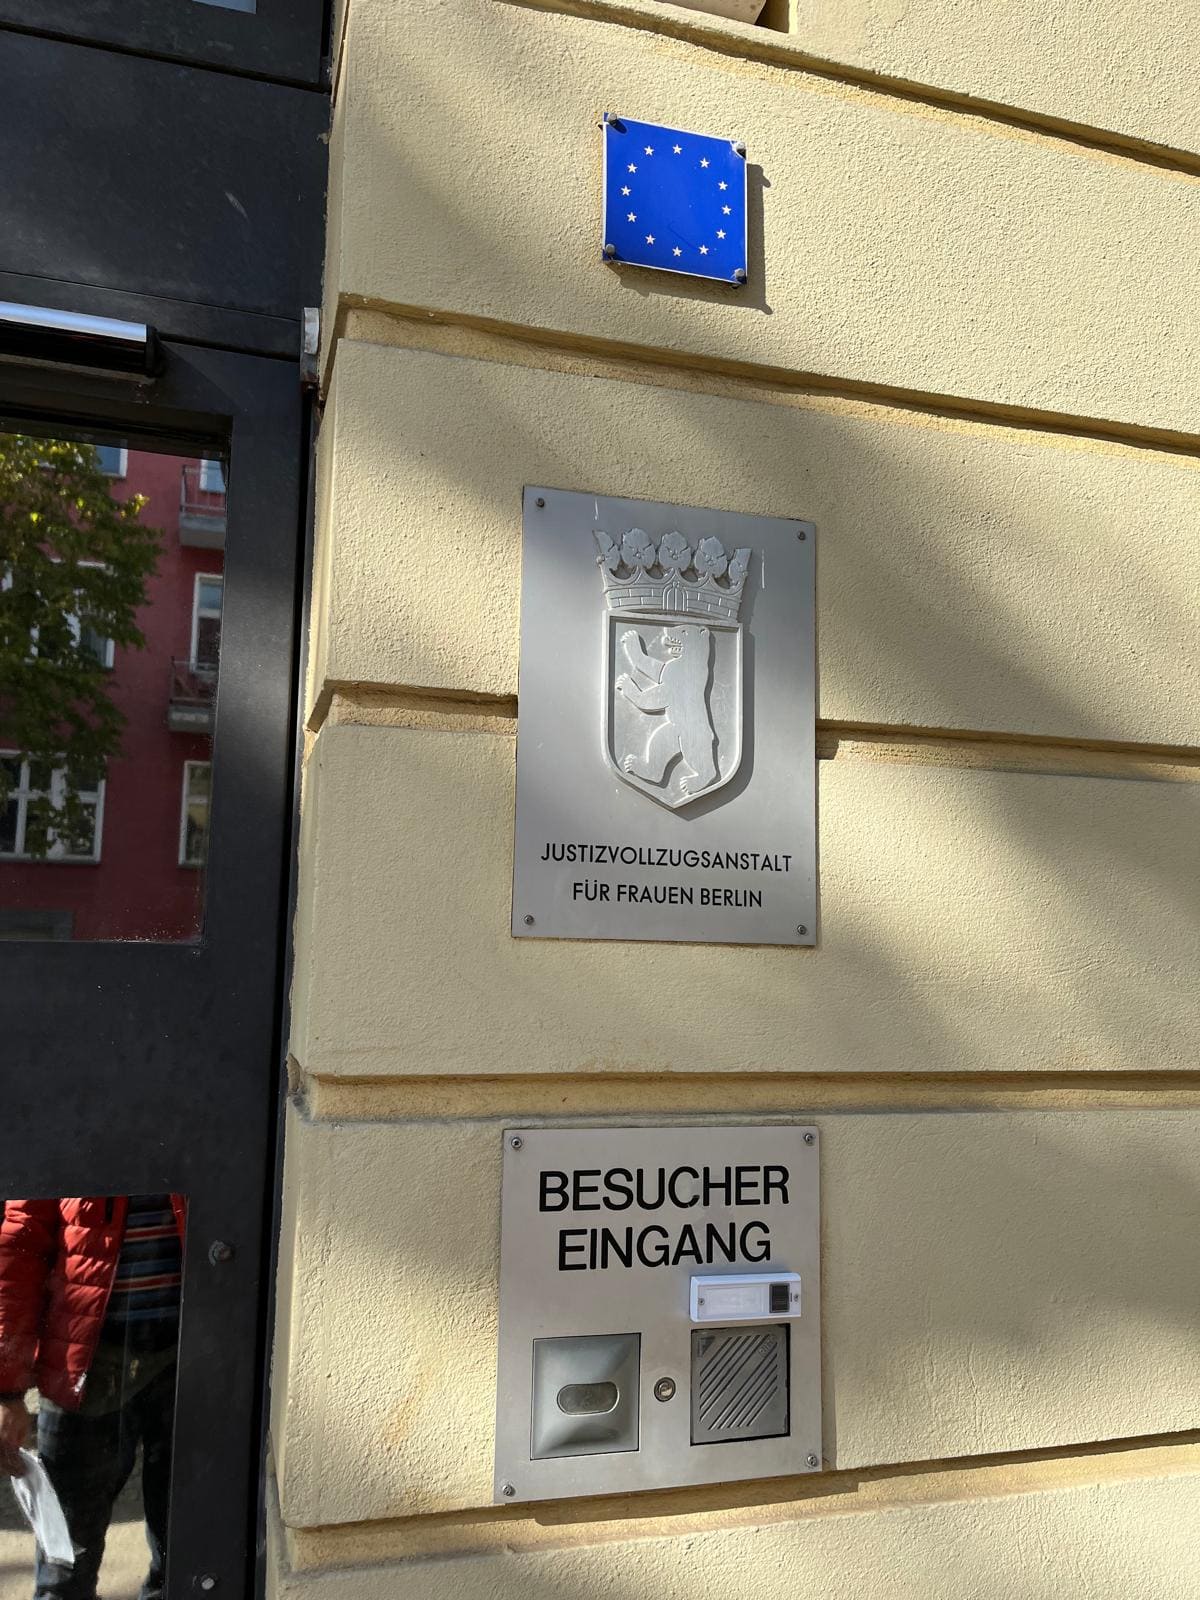 JUSTIZVOLLZUGSANSTALT
FÜR FRAUEN BERLIN
BESUCHER
EINGANG